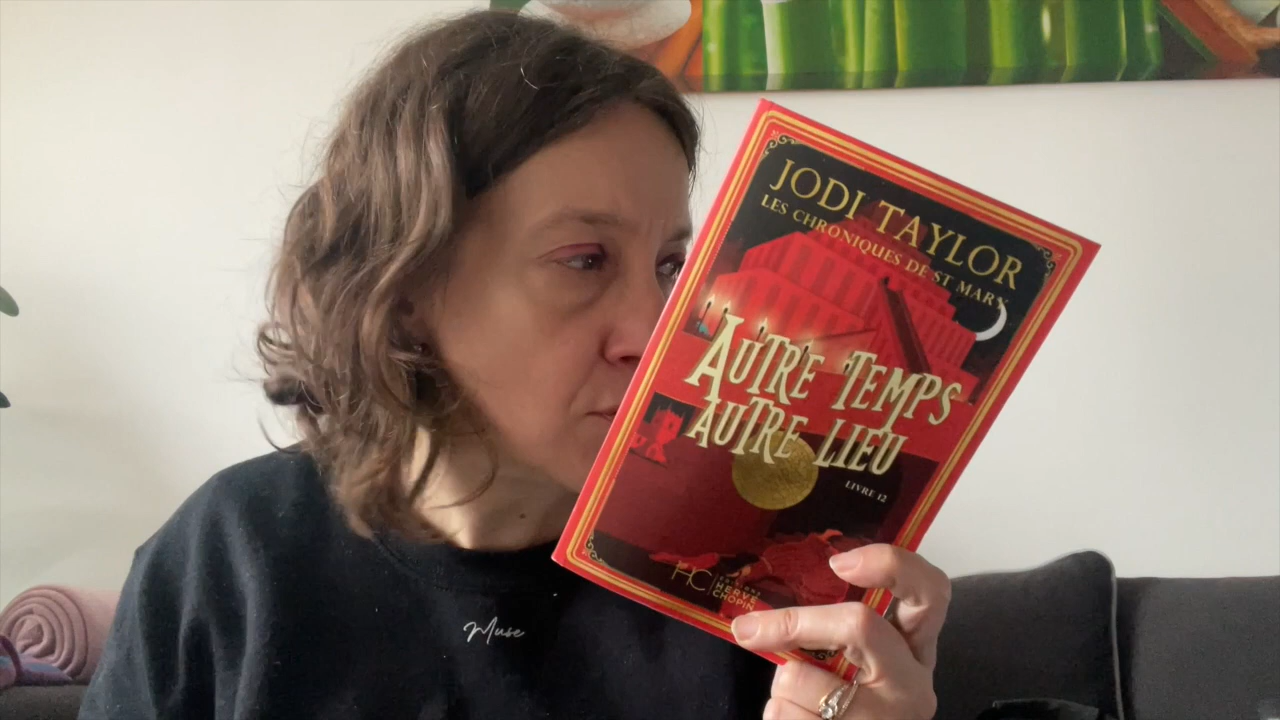 JODI TAYLOR
LES CHRONIQUES DE ST MARY
AUTRE TEMPS
AUTRE LIEU
LIVRE 12
HC
ÉDITIONS
HERVÉ
CHOPIN
Muse